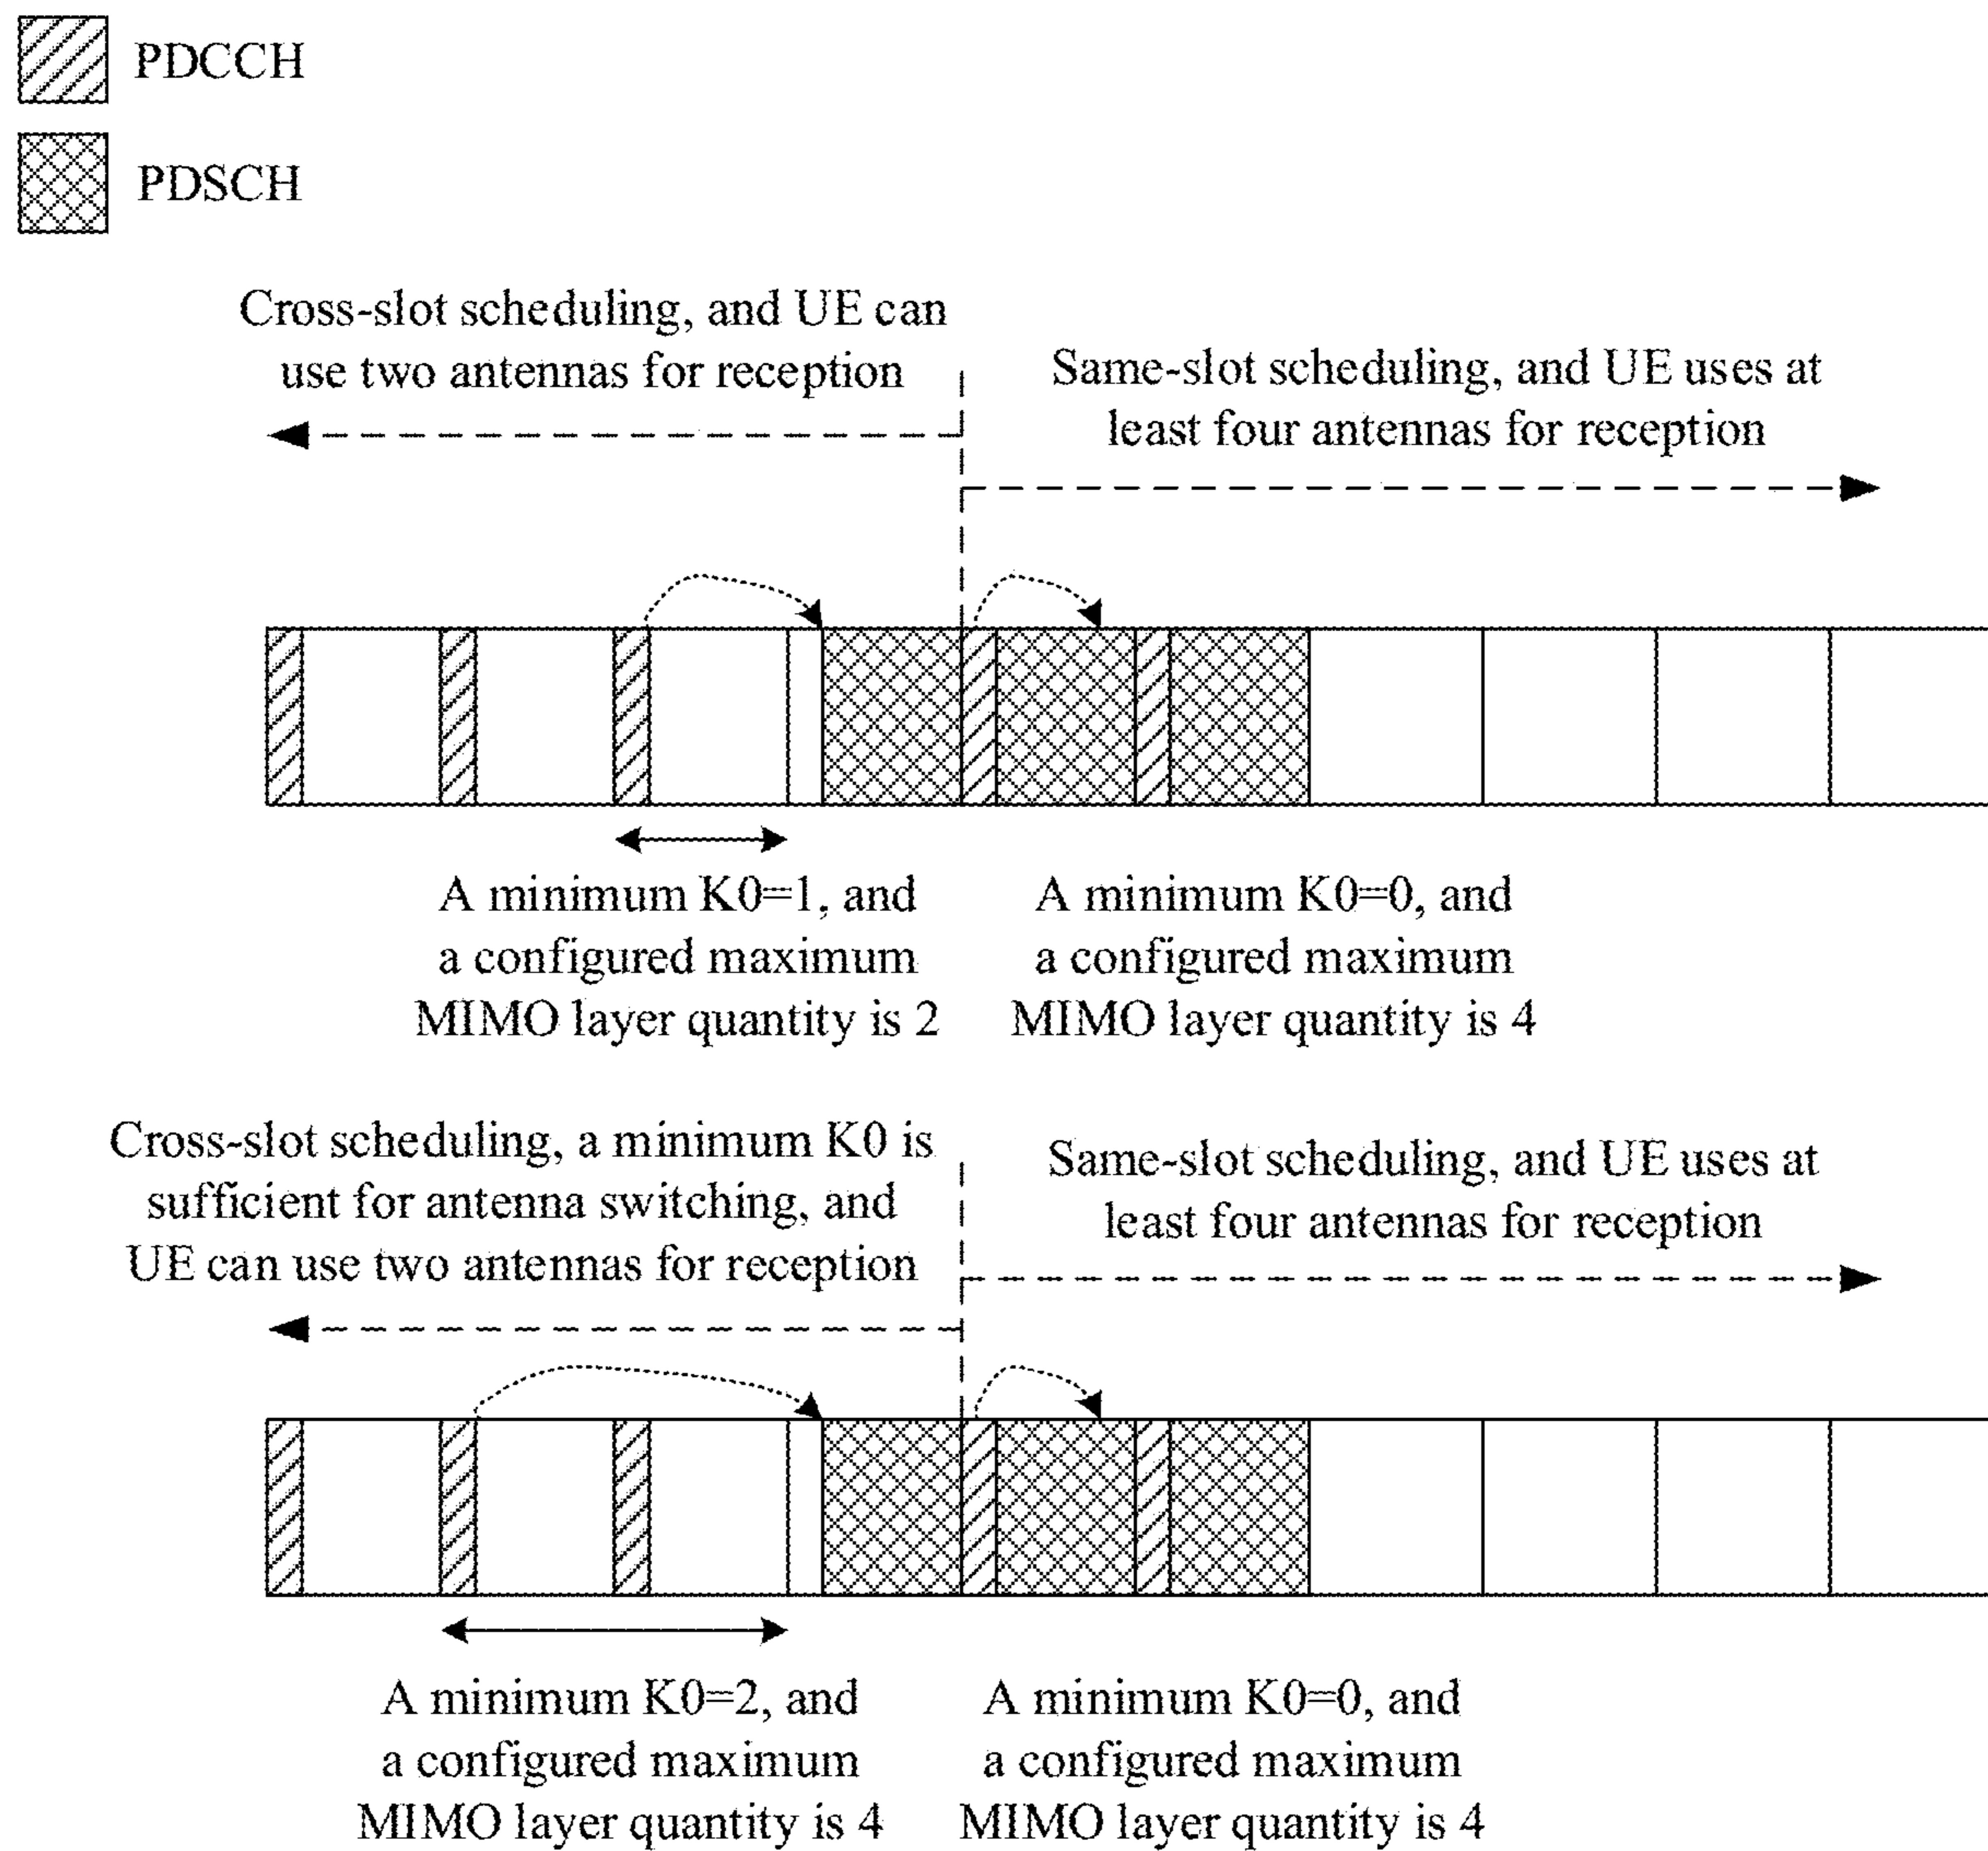 PDCCH
PDSCH
Cross-slot scheduling, and UE can
use two antennas for reception
Same-slot scheduling, and UE uses at
least four antennas for reception
A minimum K0=1, and
a configured maximum
MIMO layer quantity is 2
A minimum K0=0, and
a configured maximum
MIMO layer quantity is 4
Cross-slot scheduling, a minimum K0 is
sufficient for antenna switching, and
UE can use two antennas for reception
Same-slot scheduling, and UE uses at
least four antennas for reception
A minimum K0=2, and
a configured maximum
MIMO layer quantity is 4
A minimum K0=0, and
a configured maximum
MIMO layer quantity is 4